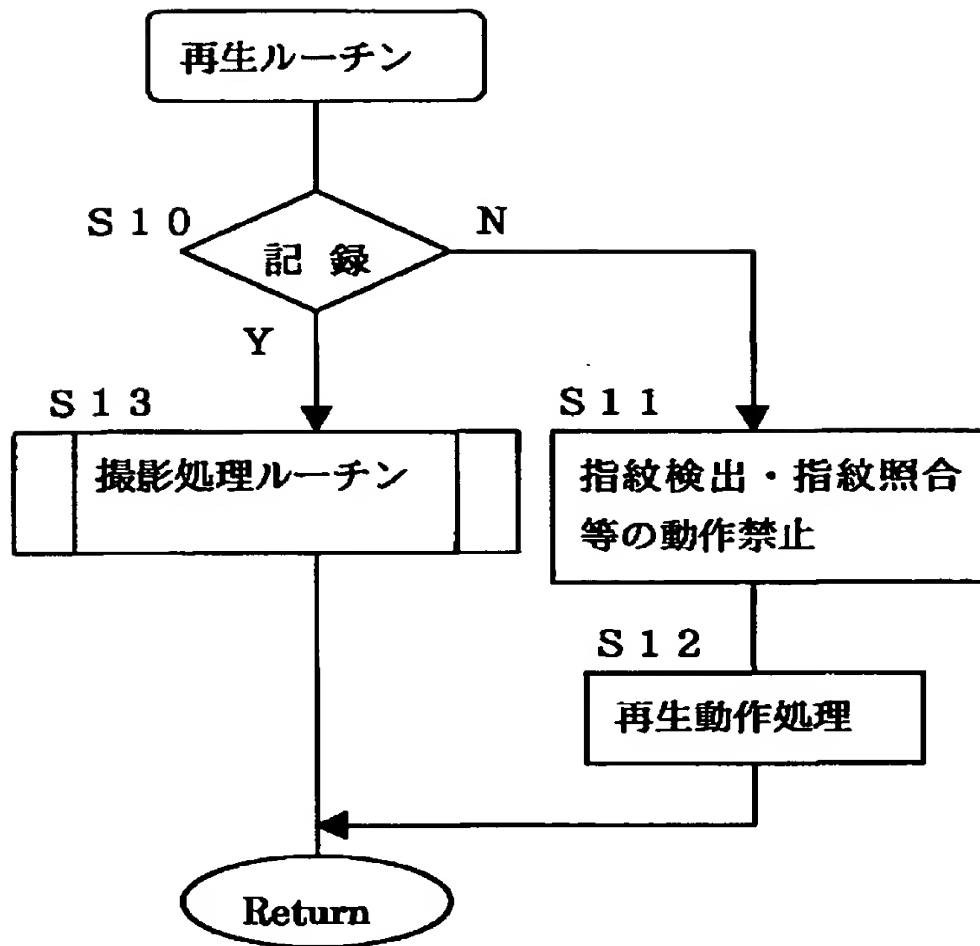 再生ルーチン
S10
記録
N
Y
S13
撮影処理ルーチン
S11
指紋検出・指紋照合
等の動作禁止
S12
再生動作処理
Return